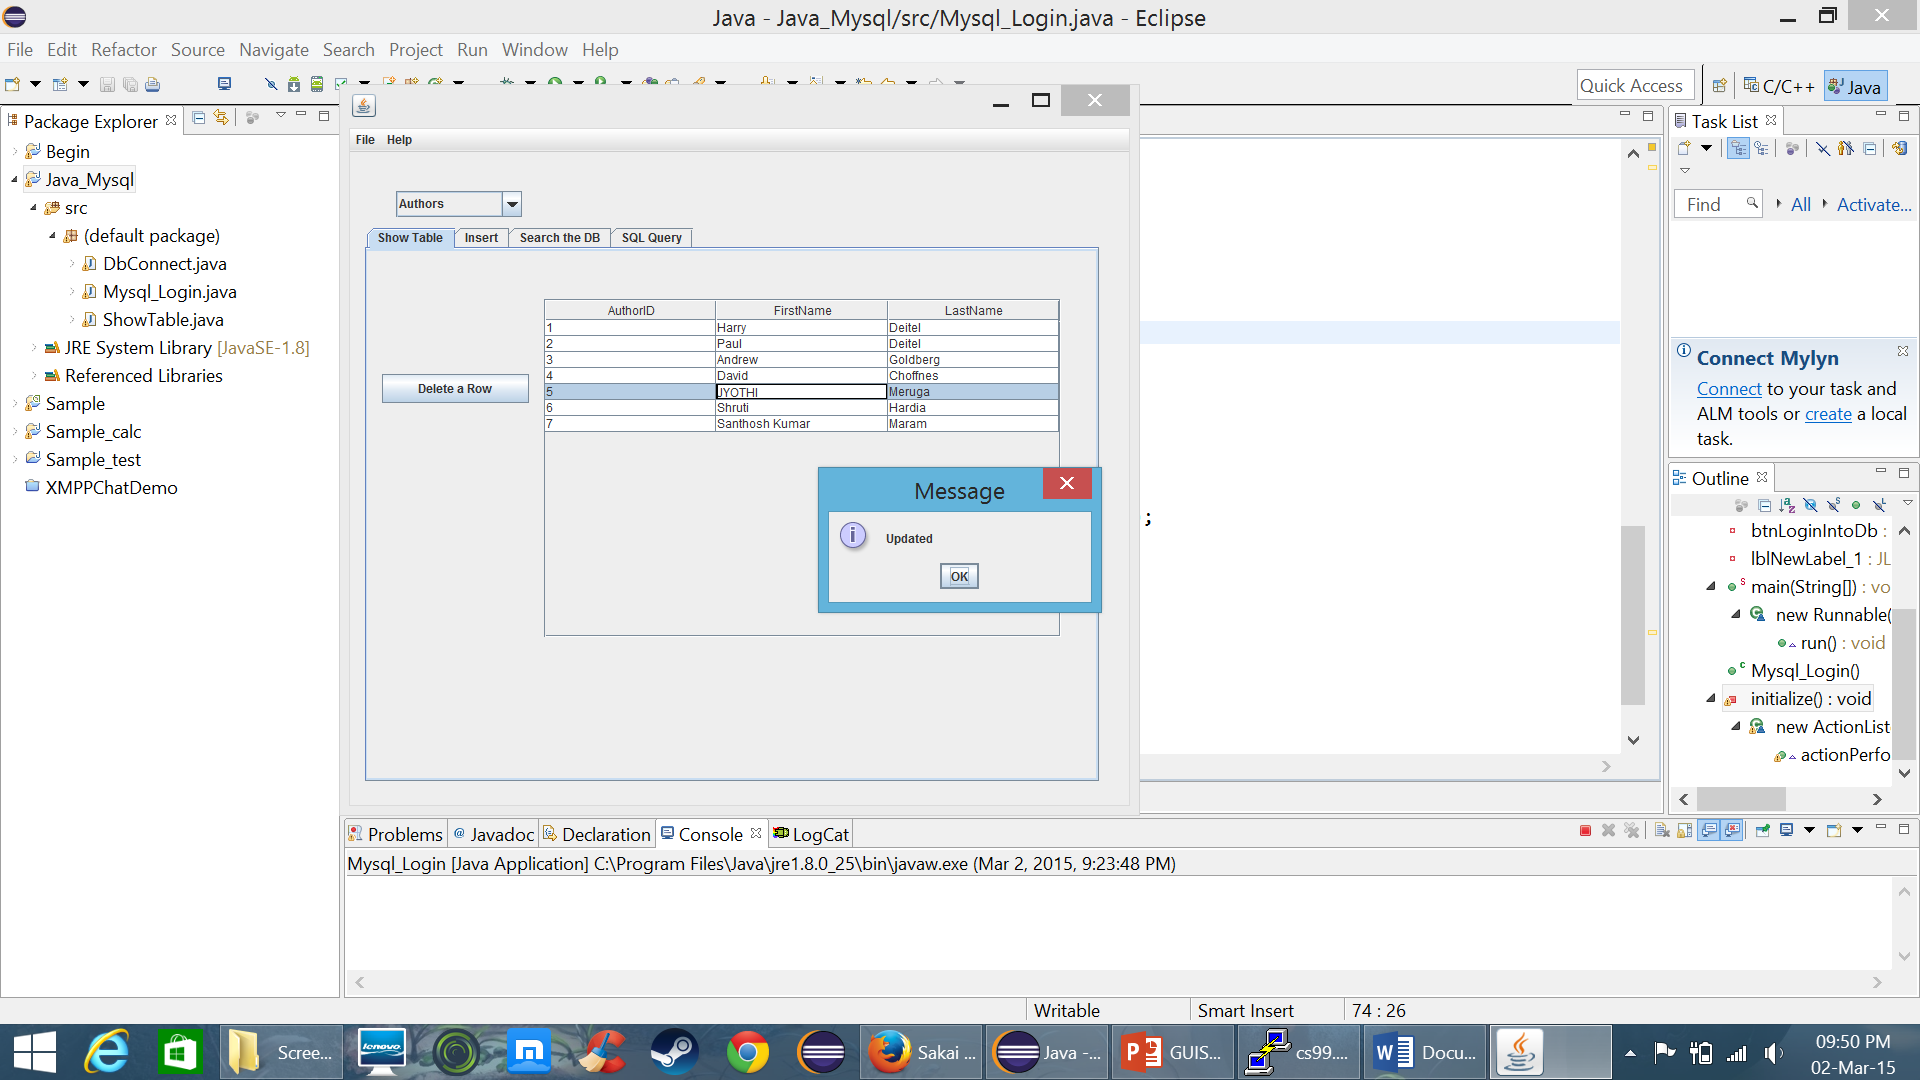 Java - Java_Mysql/src/Mysql_Login.java - Eclipse
File Edit Refactor Source Navigate Search Project Run Window Help
Quick Access
C/C++
Java
Package Explorer
Begin
Java_Mysql
src
(default package)
DbConnect.java
Mysql_Login.java
ShowTable.java
JRE System Library [JavaSE-1.8]
Referenced Libraries
Sample
Sample_calc
Sample_test
XMPPChatDemo
File Help
Authors
Show Table Insert Search the DB SQL Query
Delete a Row
AuthorID FirstName LastName
1 Harry Deitel
2 Paul Deitel
3 Andrew Goldberg
4 David Choffnes
5 JYOTHI Meruga
6 Shruti Hardia
7 Santhosh Kumar Maram
Message
Updated
OK
;
Task List
Find All Activate...
Connect Mylyn
Connect to your task and
ALM tools or create a local
task.
Outline
btnLoginIntoDb :
lblNewLabel_1 : JL
main(String[]) : vo
new Runnable(
run() : void
Mysql_Login()
initialize() : void
new ActionList
actionPerfo
Problems @ Javadoc Declaration Console LogCat
Mysql_Login [Java Application] C:\Program Files\Java\jre1.8.0_25\bin\javaw.exe (Mar 2, 2015, 9:23:48 PM)
Writable Smart Insert 74 : 26
Scree...
lenovo
Sakai ...
Java -...
GUIS...
cs99....
Docu...
09:50 PM
02-Mar-15